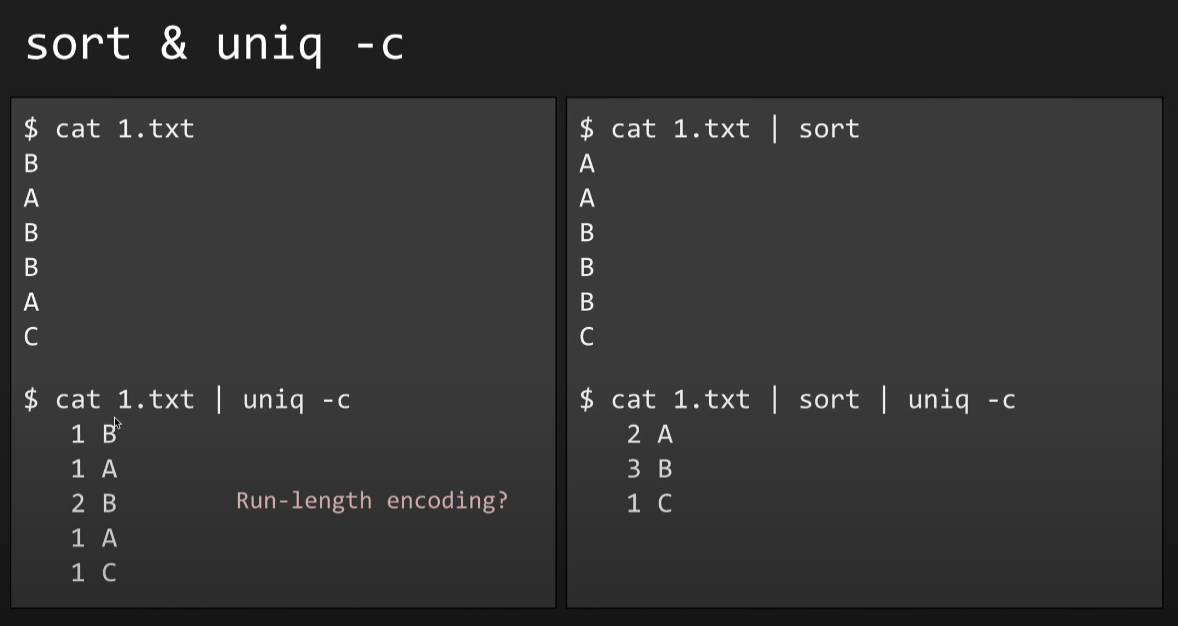 sort & uniq -c
$ cat 1.txt
B
A
B
B
A
C
$ cat 1.txt | uniq -c
1 B
1 A
2 B
1 A
1 C
Run-length encoding?
$ cat 1.txt | sort
A
A
B
B
B
C
$ cat 1.txt | sort | uniq -c
2 A
3 B
1 C